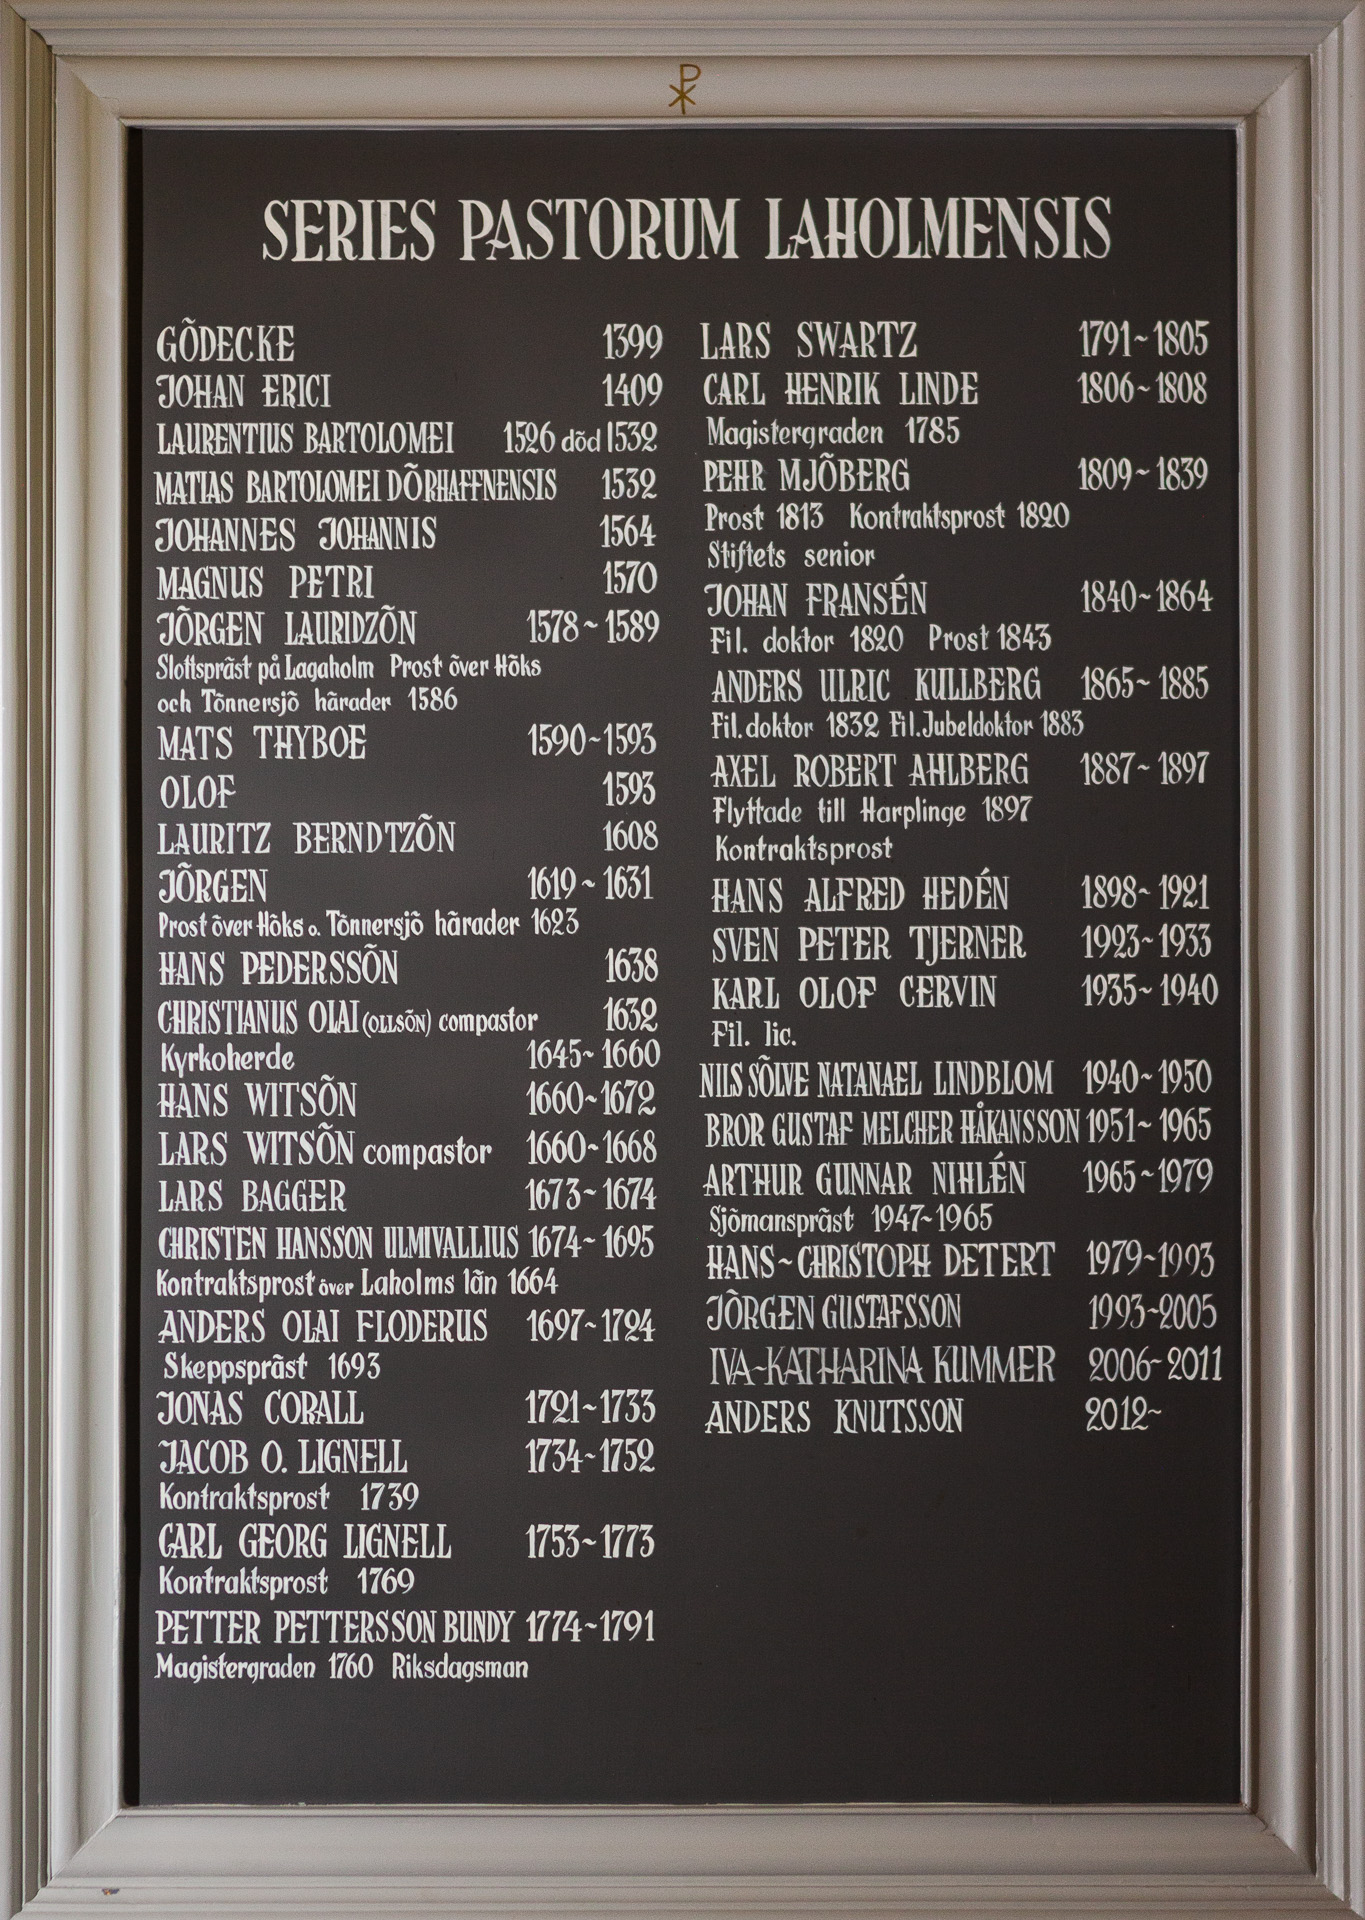 SERIES PASTORUM LAHOLMENSIS
GÕDECKE 1399
JOHAN ERICI 1409
LAURENTIUS BARTOLOMEI 1526 dõd 1532
MATIAS BARTOLOMEI DÕRHAFFNENSIS 1532
JOHANNES JOHANNIS 1564
MAGNUS PETRI 1570
JÕRGEN LAURIDZÕN 1578~1589
Slottspräst på Lagaholm Prost över Hõks
och Tõnnersjõ härader 1586
MATS THYBOE 1590~1593
OLOF 1593
LAURITZ BERNDTZÕN 1608
JÕRGEN 1619~1631
Prost över Hõks o. Tõnnersjõ härader 1623
HANS PEDERSSÕN 1638
CHRISTIANUS OLAI (OLLSÕN) compastor 1632
Kyrkoherde 1645~1660
HANS WITSÕN 1660~1672
LARS WITSÕN compastor 1660~1668
LARS BAGGER 1673~1674
CHRISTEN HANSSON ULMIVALLIUS 1674~1695
Kontraktsprost över Laholms län 1664
ANDERS OLAI FLODERUS 1697~1724
Skeppspräst 1693
JONAS CORALL 1721~1733
JACOB O. LIGNELL 1734~1752
Kontraktsprost 1739
CARL GEORG LIGNELL 1753~1773
Kontraktsprost 1769
PETTER PETTERSSON BUNDY 1774~1791
Magistergraden 1760 Riksdagsman
LARS SWARTZ 1791~1805
CARL HENRIK LINDE 1806~1808
Magistergraden 1785
PEHR MJÕBERG 1809~1839
Prost 1813 Kontraktsprost 1820
Stiftets senior
JOHAN FRANSÉN 1840~1864
Fil. doktor 1820 Prost 1843
ANDERS ULRIC KULLBERG 1865~1885
Fil. doktor 1832 Fil. Jubeldoktor 1883
AXEL ROBERT AHLBERG 1887~1897
Flyttade till Harplinge 1897
Kontraktsprost
HANS ALFRED HEDÉN 1898~1921
SVEN PETER TJERNER 1923~1933
KARL OLOF CERVIN 1935~1940
Fil. lic.
NILS SÕLVE NATANAEL LINDBLOM 1940~1950
BROR GUSTAF MELCHER HÅKANSSON 1951~1965
ARTHUR GUNNAR NIHLÉN 1965~1979
Sjõmanspräst 1947~1965
HANS~CHRISTOPH DETERT 1979~1993
JÕRGEN GUSTAFSSON 1993~2005
IVA~KATHARINA KUMMER 2006~2011
ANDERS KNUTSSON 2012~